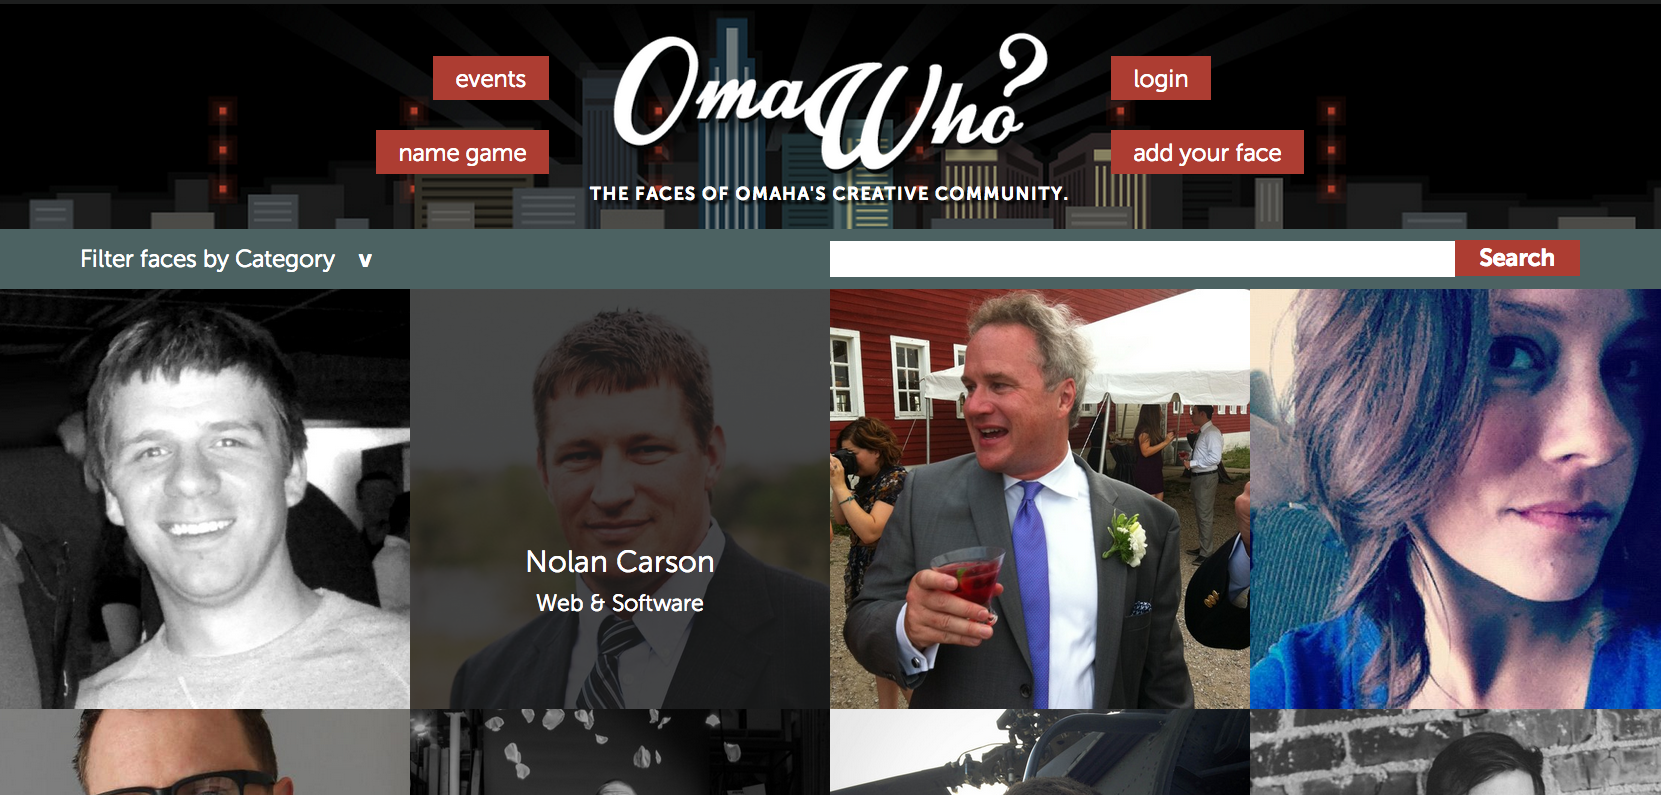 events
name game
OmaWho?
login
add your face
THE FACES OF OMAHA'S CREATIVE COMMUNITY.
Filter faces by Category v
Search
Nolan Carson
Web & Software